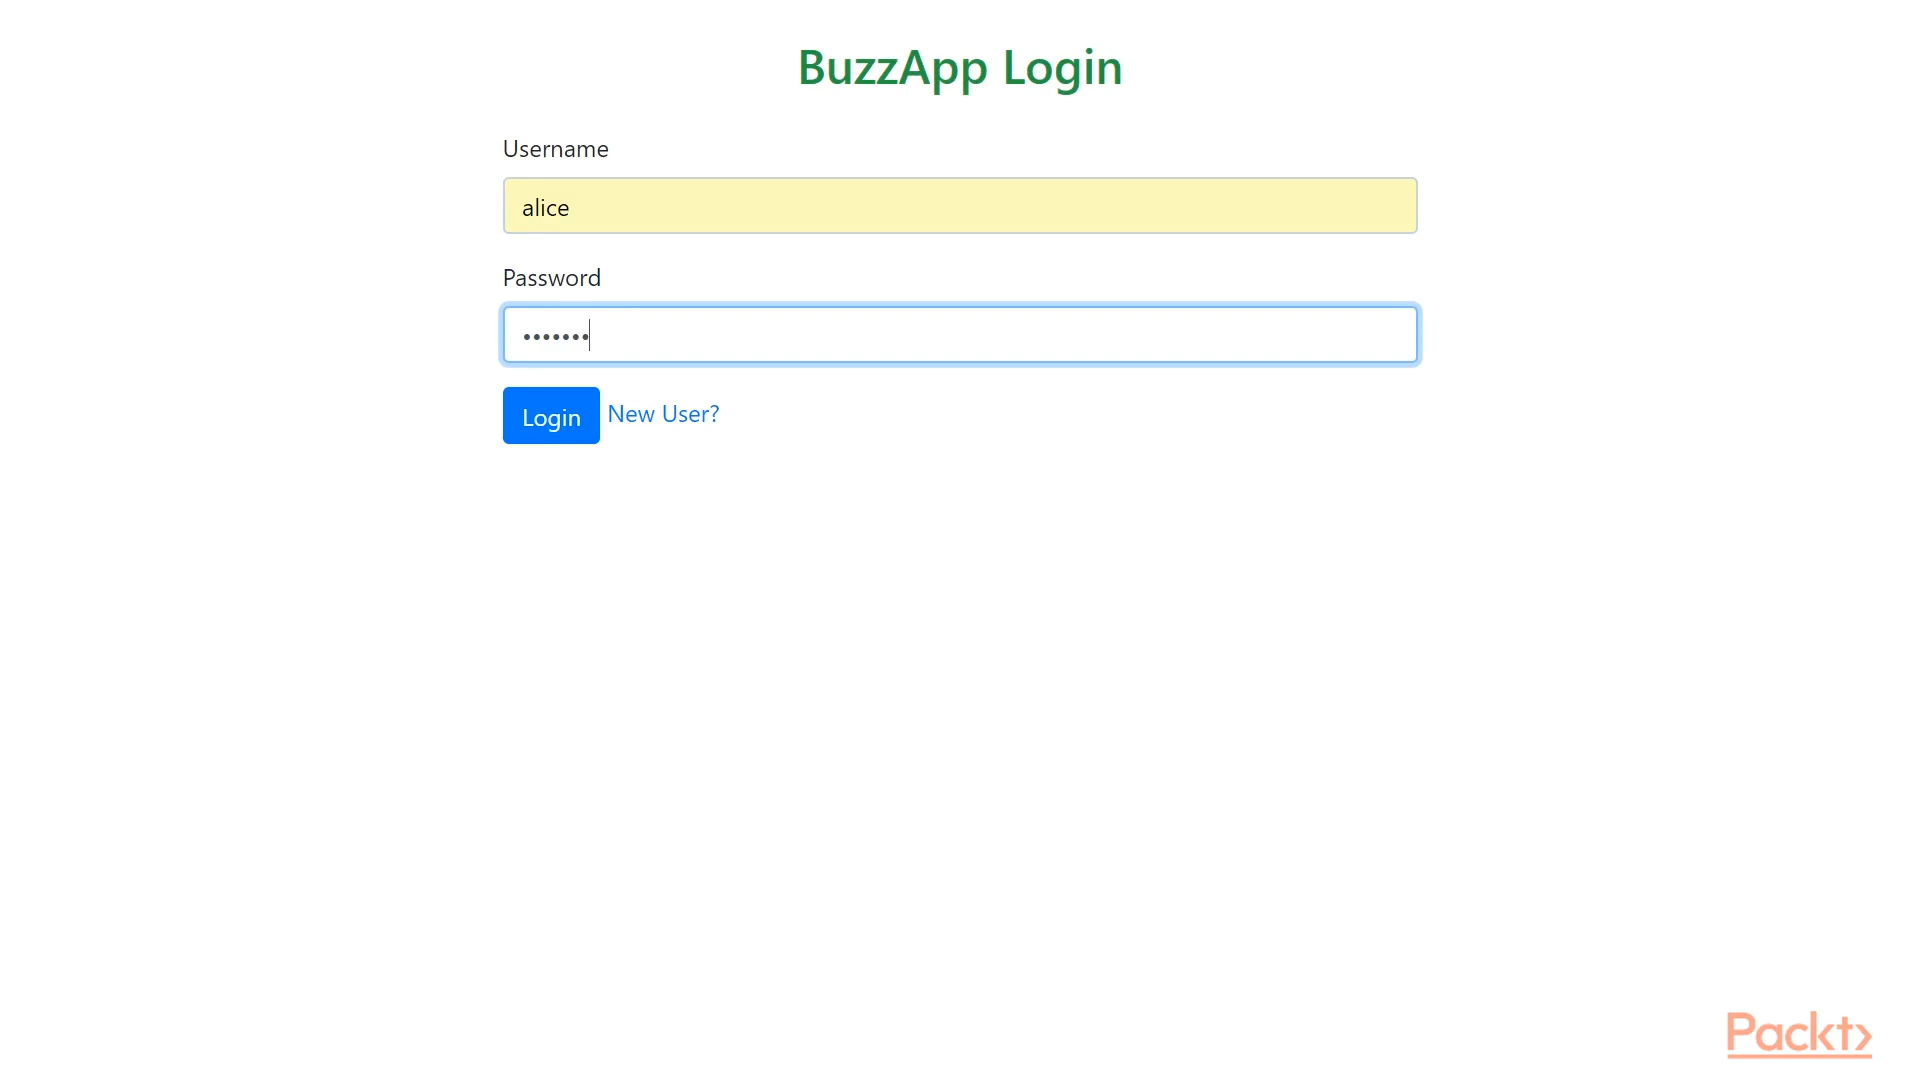 BuzzApp Login
Username
alice
Password
•••••••
Login New User?
Packt>